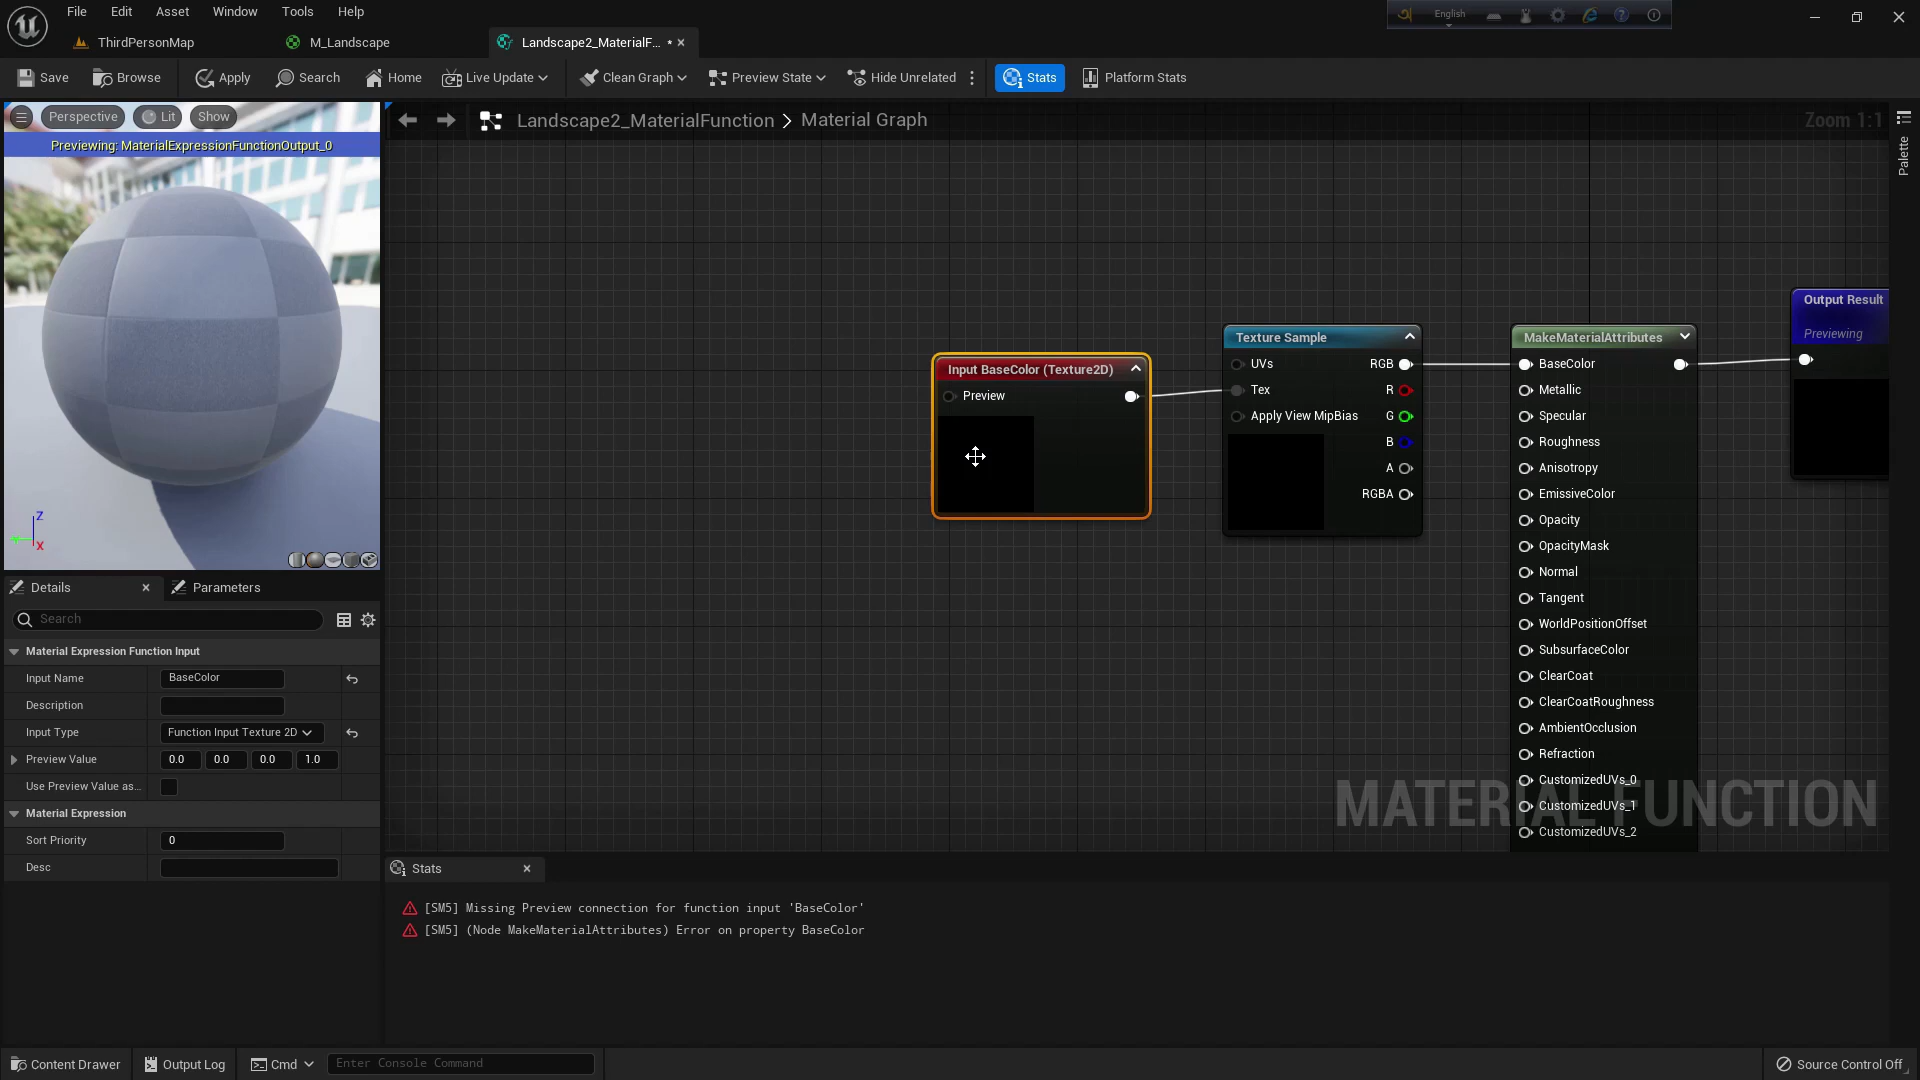 File Edit Asset Window Tools Help
English
ThirdPersonMap M_Landscape Landscape2_MaterialF... •
Save Browse Apply Search Home Live Update Clean Graph Preview State Hide Unrelated Stats Platform Stats
Perspective Lit Show
Previewing: MaterialExpressionFunctionOutput_0
Landscape2_MaterialFunction > Material Graph
Zoom 1:1
Palette
Input BaseColor (Texture2D)
Preview
Texture Sample
UVs RGB
Tex R
Apply View MipBias G
B
A
RGBA
MakeMaterialAttributes
BaseColor
Metallic
Specular
Roughness
Anisotropy
EmissiveColor
Opacity
OpacityMask
Normal
Tangent
WorldPositionOffset
SubsurfaceColor
ClearCoat
ClearCoatRoughness
AmbientOcclusion
Refraction
CustomizedUVs_0
CustomizedUVs_1
CustomizedUVs_2
Output Result
Previewing
MATERIAL FUNCTION
Z
X
Details Parameters
Search
Material Expression Function Input
Input Name BaseColor
Description
Input Type Function Input Texture 2D
Preview Value 0.0 0.0 0.0 1.0
Use Preview Value as...
Material Expression
Sort Priority 0
Desc
Stats
[SM5] Missing Preview connection for function input 'BaseColor'
[SM5] (Node MakeMaterialAttributes) Error on property BaseColor
Content Drawer Output Log Cmd Enter Console Command Source Control Off